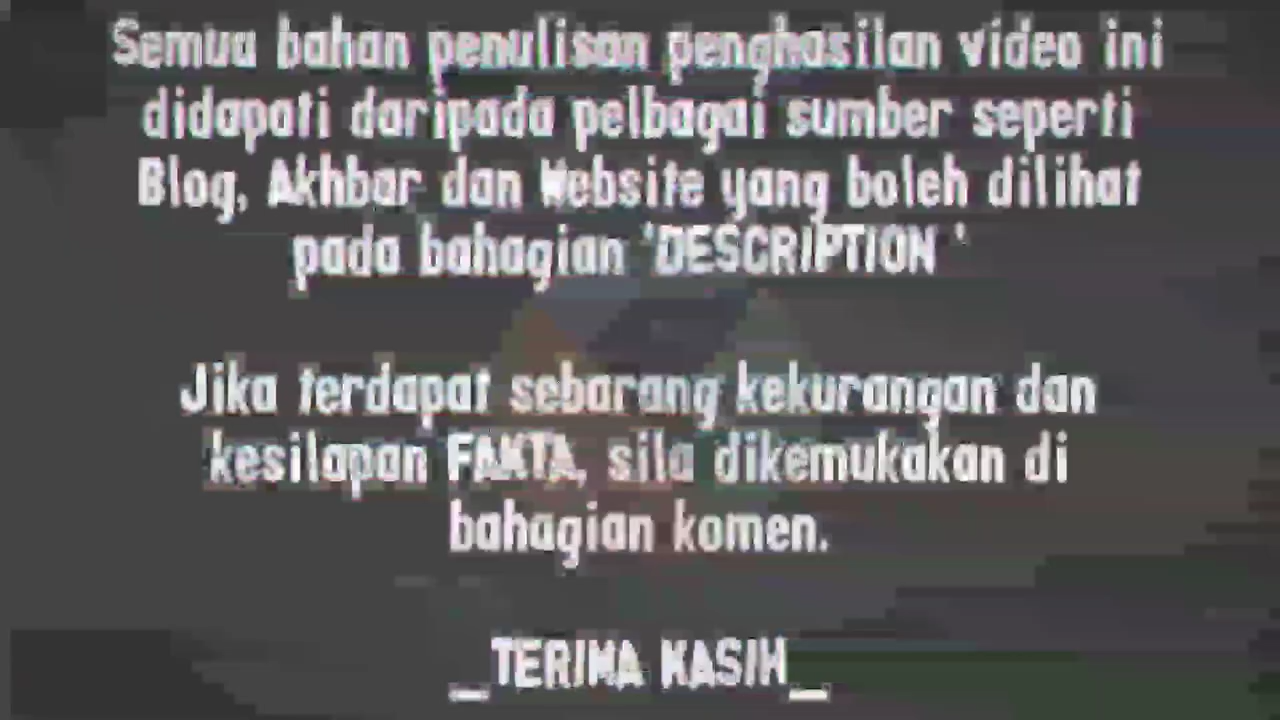 Semua bahan penulisan penghasilan video ini
didapati daripada pelbagai sumber seperti
Blog, Akhbar dan Website yang boleh dilihat
pada bahagian 'DESCRIPTION '
Jika terdapat sebarang kekurangan dan
kesilapan FAKTA, sila dikemukakan di
bahagian komen.
_TERIMA KASIH_